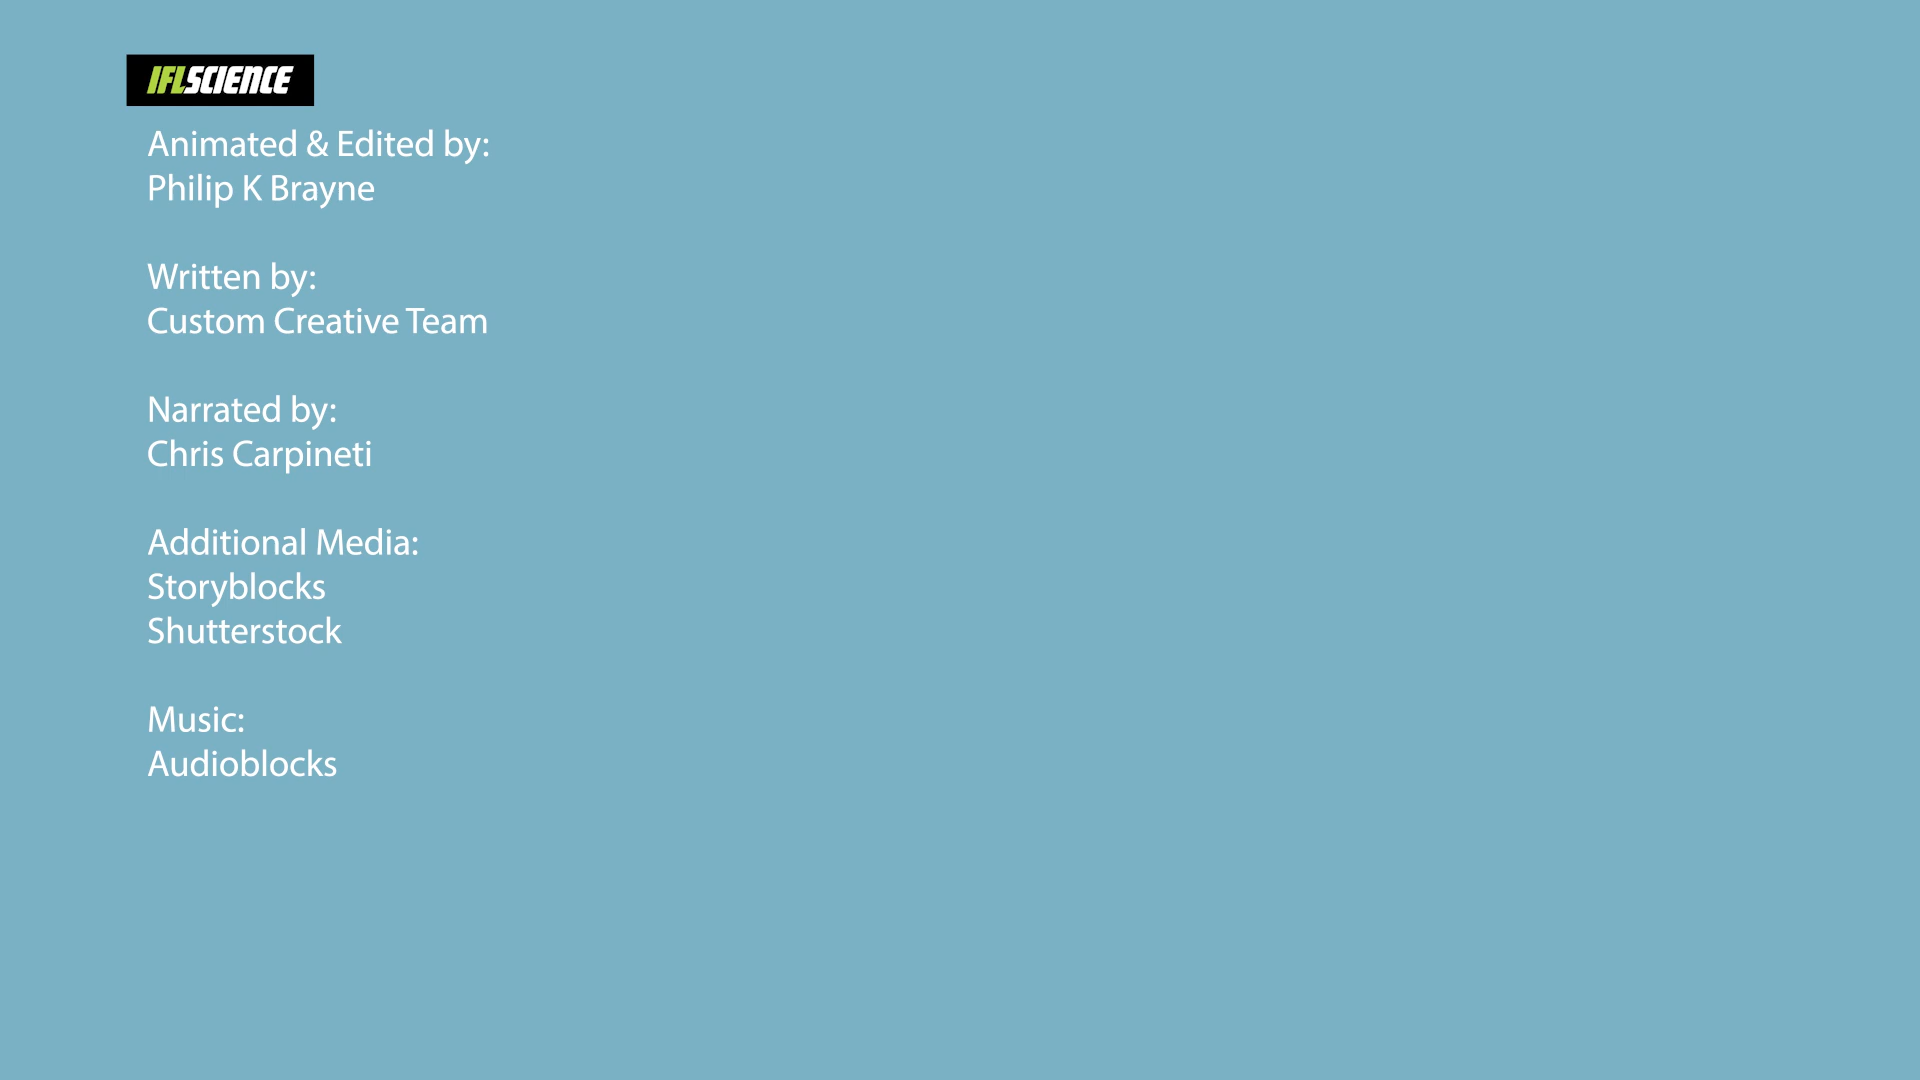 IFLSCIENCE
Animated & Edited by:
Philip K Brayne
Written by:
Custom Creative Team
Narrated by:
Chris Carpineti
Additional Media:
Storyblocks
Shutterstock
Music:
Audioblocks